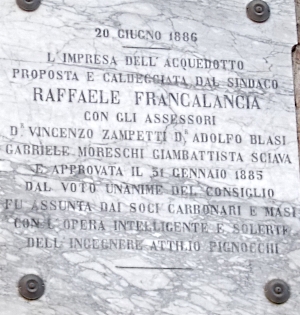 20 GIUGNO 1886
L'IMPRESA DELL'ACQUEDOTTO
PROPOSTA E CALDEGGIATA DAL SINDACO
RAFFAELE FRANCALANCIA
CON GLI ASSESSORI
DR VINCENZO ZAMPETTI DR ADOLFO BLASI
GABRIELE MORESCHI GIAMBATTISTA SCIAVA
E APPROVATA IL 31 GENNAIO 1885
DAL VOTO UNANIME DEL CONSIGLIO
FU ASSUNTA DAI SOCI CARBONARI E MASI
CON L'OPERA INTELLIGENTE E SOLERTE
DELL'INGEGNERE ATTILIO PIGNOCCHI